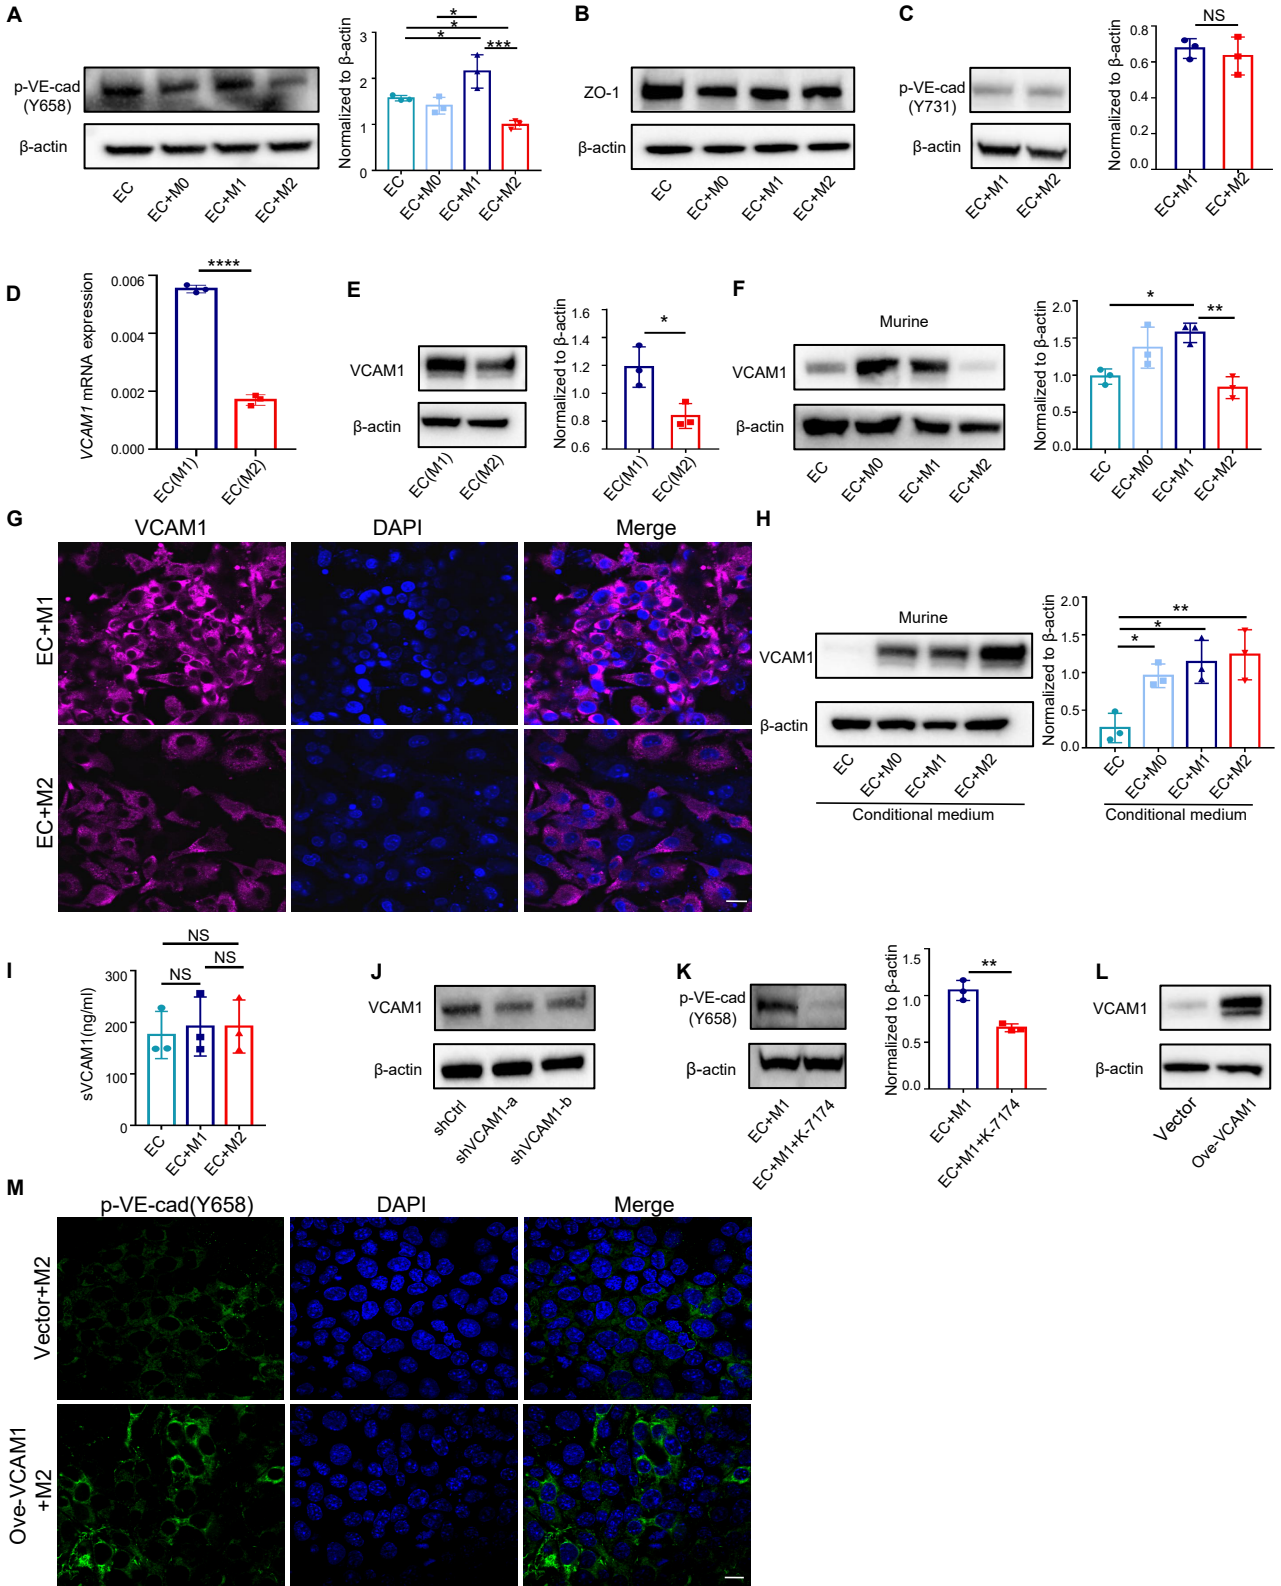 A
p-VE-cad
(Y658)
β-actin
EC
EC+M0
EC+M1
EC+M2
Normalized to β-actin
3
2
1
0
*
*
*
***
EC
EC+M0
EC+M1
EC+M2
B
ZO-1
β-actin
EC
EC+M0
EC+M1
EC+M2
C
p-VE-cad
(Y731)
β-actin
EC+M1
EC+M2
Normalized to β-actin
0.8
0.6
0.4
0.2
0.0
NS
EC+M1
EC+M2
D
VCAM1 mRNA expression
0.006
0.004
0.002
0.000
****
EC(M1)
EC(M2)
E
VCAM1
β-actin
EC(M1)
EC(M2)
Normalized to β-actin
1.6
1.4
1.2
1.0
0.8
0.6
*
EC(M1)
EC(M2)
F
Murine
VCAM1
β-actin
EC
EC+M0
EC+M1
EC+M2
Normalized to β-actin
2.0
1.5
1.0
0.5
0.0
*
**
EC
EC+M0
EC+M1
EC+M2
G
VCAM1
DAPI
Merge
EC+M1
EC+M2
H
Murine
VCAM1
β-actin
EC
EC+M0
EC+M1
EC+M2
Conditional medium
Normalized to β-actin
2.0
1.5
1.0
0.5
0.0
**
*
*
EC
EC+M0
EC+M1
EC+M2
Conditional medium
I
sVCAM1(ng/ml)
300
200
100
0
NS
NS
NS
EC
EC+M1
EC+M2
J
VCAM1
β-actin
shCtrl
shVCAM1-a
shVCAM1-b
K
p-VE-cad
(Y658)
β-actin
EC+M1
EC+M1+K-7174
Normalized to β-actin
1.5
1.0
0.5
0.0
**
EC+M1
EC+M1+K-7174
L
VCAM1
β-actin
Vector
Ove-VCAM1
M
p-VE-cad(Y658)
DAPI
Merge
Vector+M2
Ove-VCAM1
+M2